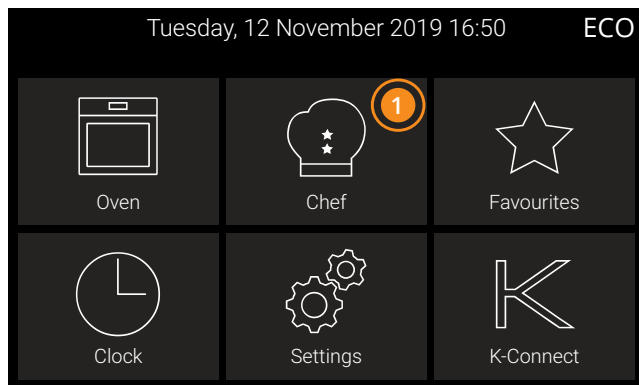 Tuesday, 12 November 2019 16:50 ECO
1
Oven Chef Favourites
Clock Settings K-Connect